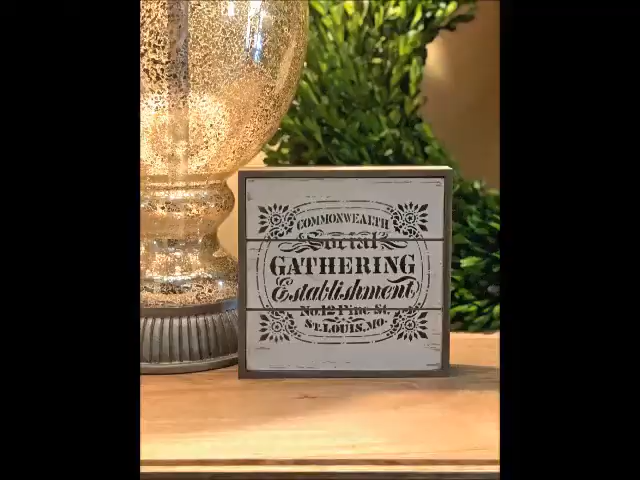 COMMONWEALTH
Social
GATHERING
Establishment
No.12 Pine St.
ST. LOUIS, MO.